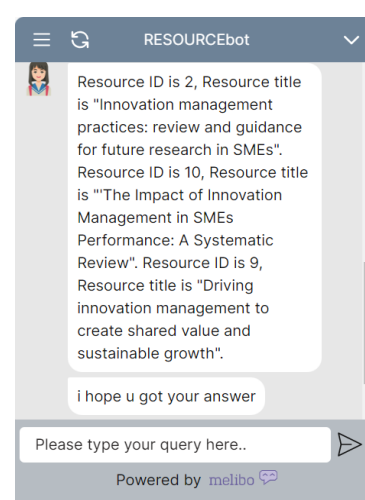 RESOURCEbot
Resource ID is 2, Resource title
is "Innovation management
practices: review and guidance
for future research in SMEs".
Resource ID is 10, Resource title
is "'The Impact of Innovation
Management in SMEs
Performance: A Systematic
Review". Resource ID is 9,
Resource title is "Driving
innovation management to
create shared value and
sustainable growth".
i hope u got your answer
Please type your query here..
Powered by melibo